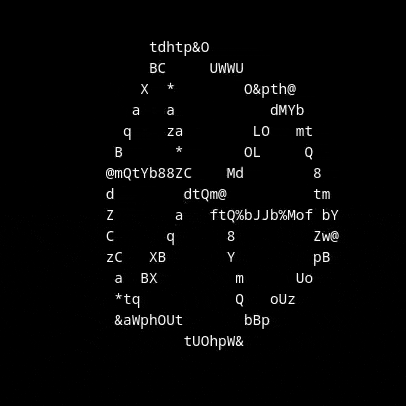 tdhtp&O
BC     UWWU
X  *        O&pth@
a   a           dMYb
q    za        LO   mt
B      *       OL     Q
@mQtYb88ZC    Md        8
d        dtQm@          tm
Z       a   ftQ%bJJb%Mof bY
C      q      8         Zw@
zC   XB       Y         pB
a  BX         m      Uo
*tq           Q   oUz
&aWphOUt       bBp
tUOhpW&